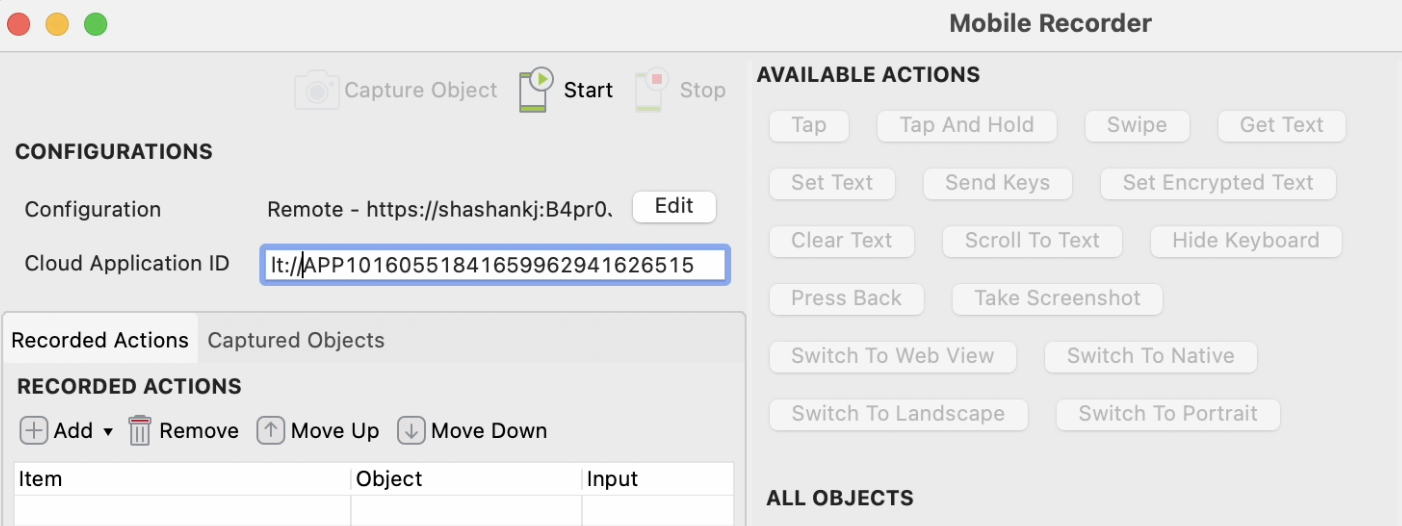 Mobile Recorder
Capture Object Start Stop
CONFIGURATIONS
Configuration Remote - https://shashankj:B4pr0. Edit
Cloud Application ID lt://APP10160551841659962941626515
Recorded Actions Captured Objects
RECORDED ACTIONS
Add Remove Move Up Move Down
Item Object Input
AVAILABLE ACTIONS
Tap Tap And Hold Swipe Get Text
Set Text Send Keys Set Encrypted Text
Clear Text Scroll To Text Hide Keyboard
Press Back Take Screenshot
Switch To Web View Switch To Native
Switch To Landscape Switch To Portrait
ALL OBJECTS